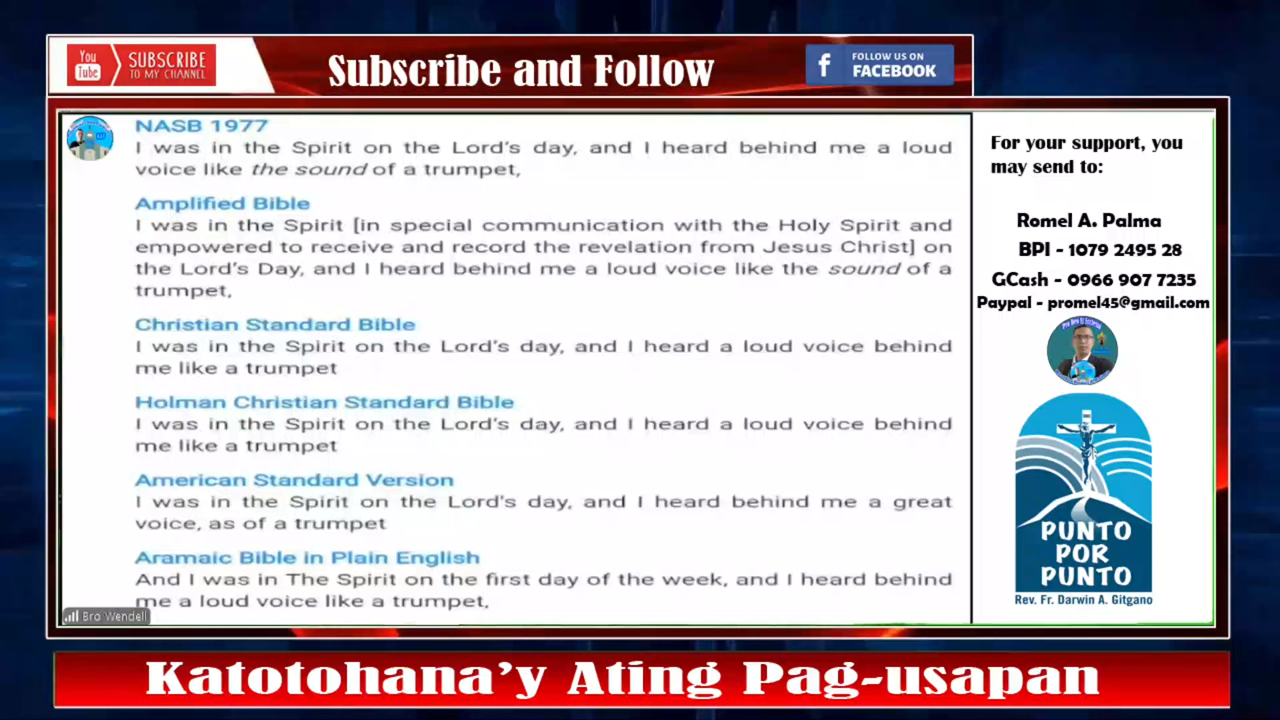 You
Tube
SUBSCRIBE
TO MY CHANNEL
Subscribe and Follow
f
FOLLOW US ON
FACEBOOK
NASB 1977
I was in the Spirit on the Lord's day, and I heard behind me a loud
voice like the sound of a trumpet,
Amplified Bible
I was in the Spirit [in special communication with the Holy Spirit and
empowered to receive and record the revelation from Jesus Christ] on
the Lord's Day, and I heard behind me a loud voice like the sound of a
trumpet,
Christian Standard Bible
I was in the Spirit on the Lord's day, and I heard a loud voice behind
me like a trumpet
Holman Christian Standard Bible
I was in the Spirit on the Lord's day, and I heard a loud voice behind
me like a trumpet
American Standard Version
I was in the Spirit on the Lord's day, and I heard behind me a great
voice, as of a trumpet
Aramaic Bible in Plain English
And I was in The Spirit on the first day of the week, and I heard behind
me a loud voice like a trumpet,
Bro Wendell
For your support, you
may send to:
Romel A. Palma
BPI - 1079 2495 28
GCash - 0966 907 7235
Paypal - promel45@gmail.com
PUNTO
POR
PUNTO
Rev. Fr. Darwin A. Gitgano
Katotohana'y Ating Pag-usapan